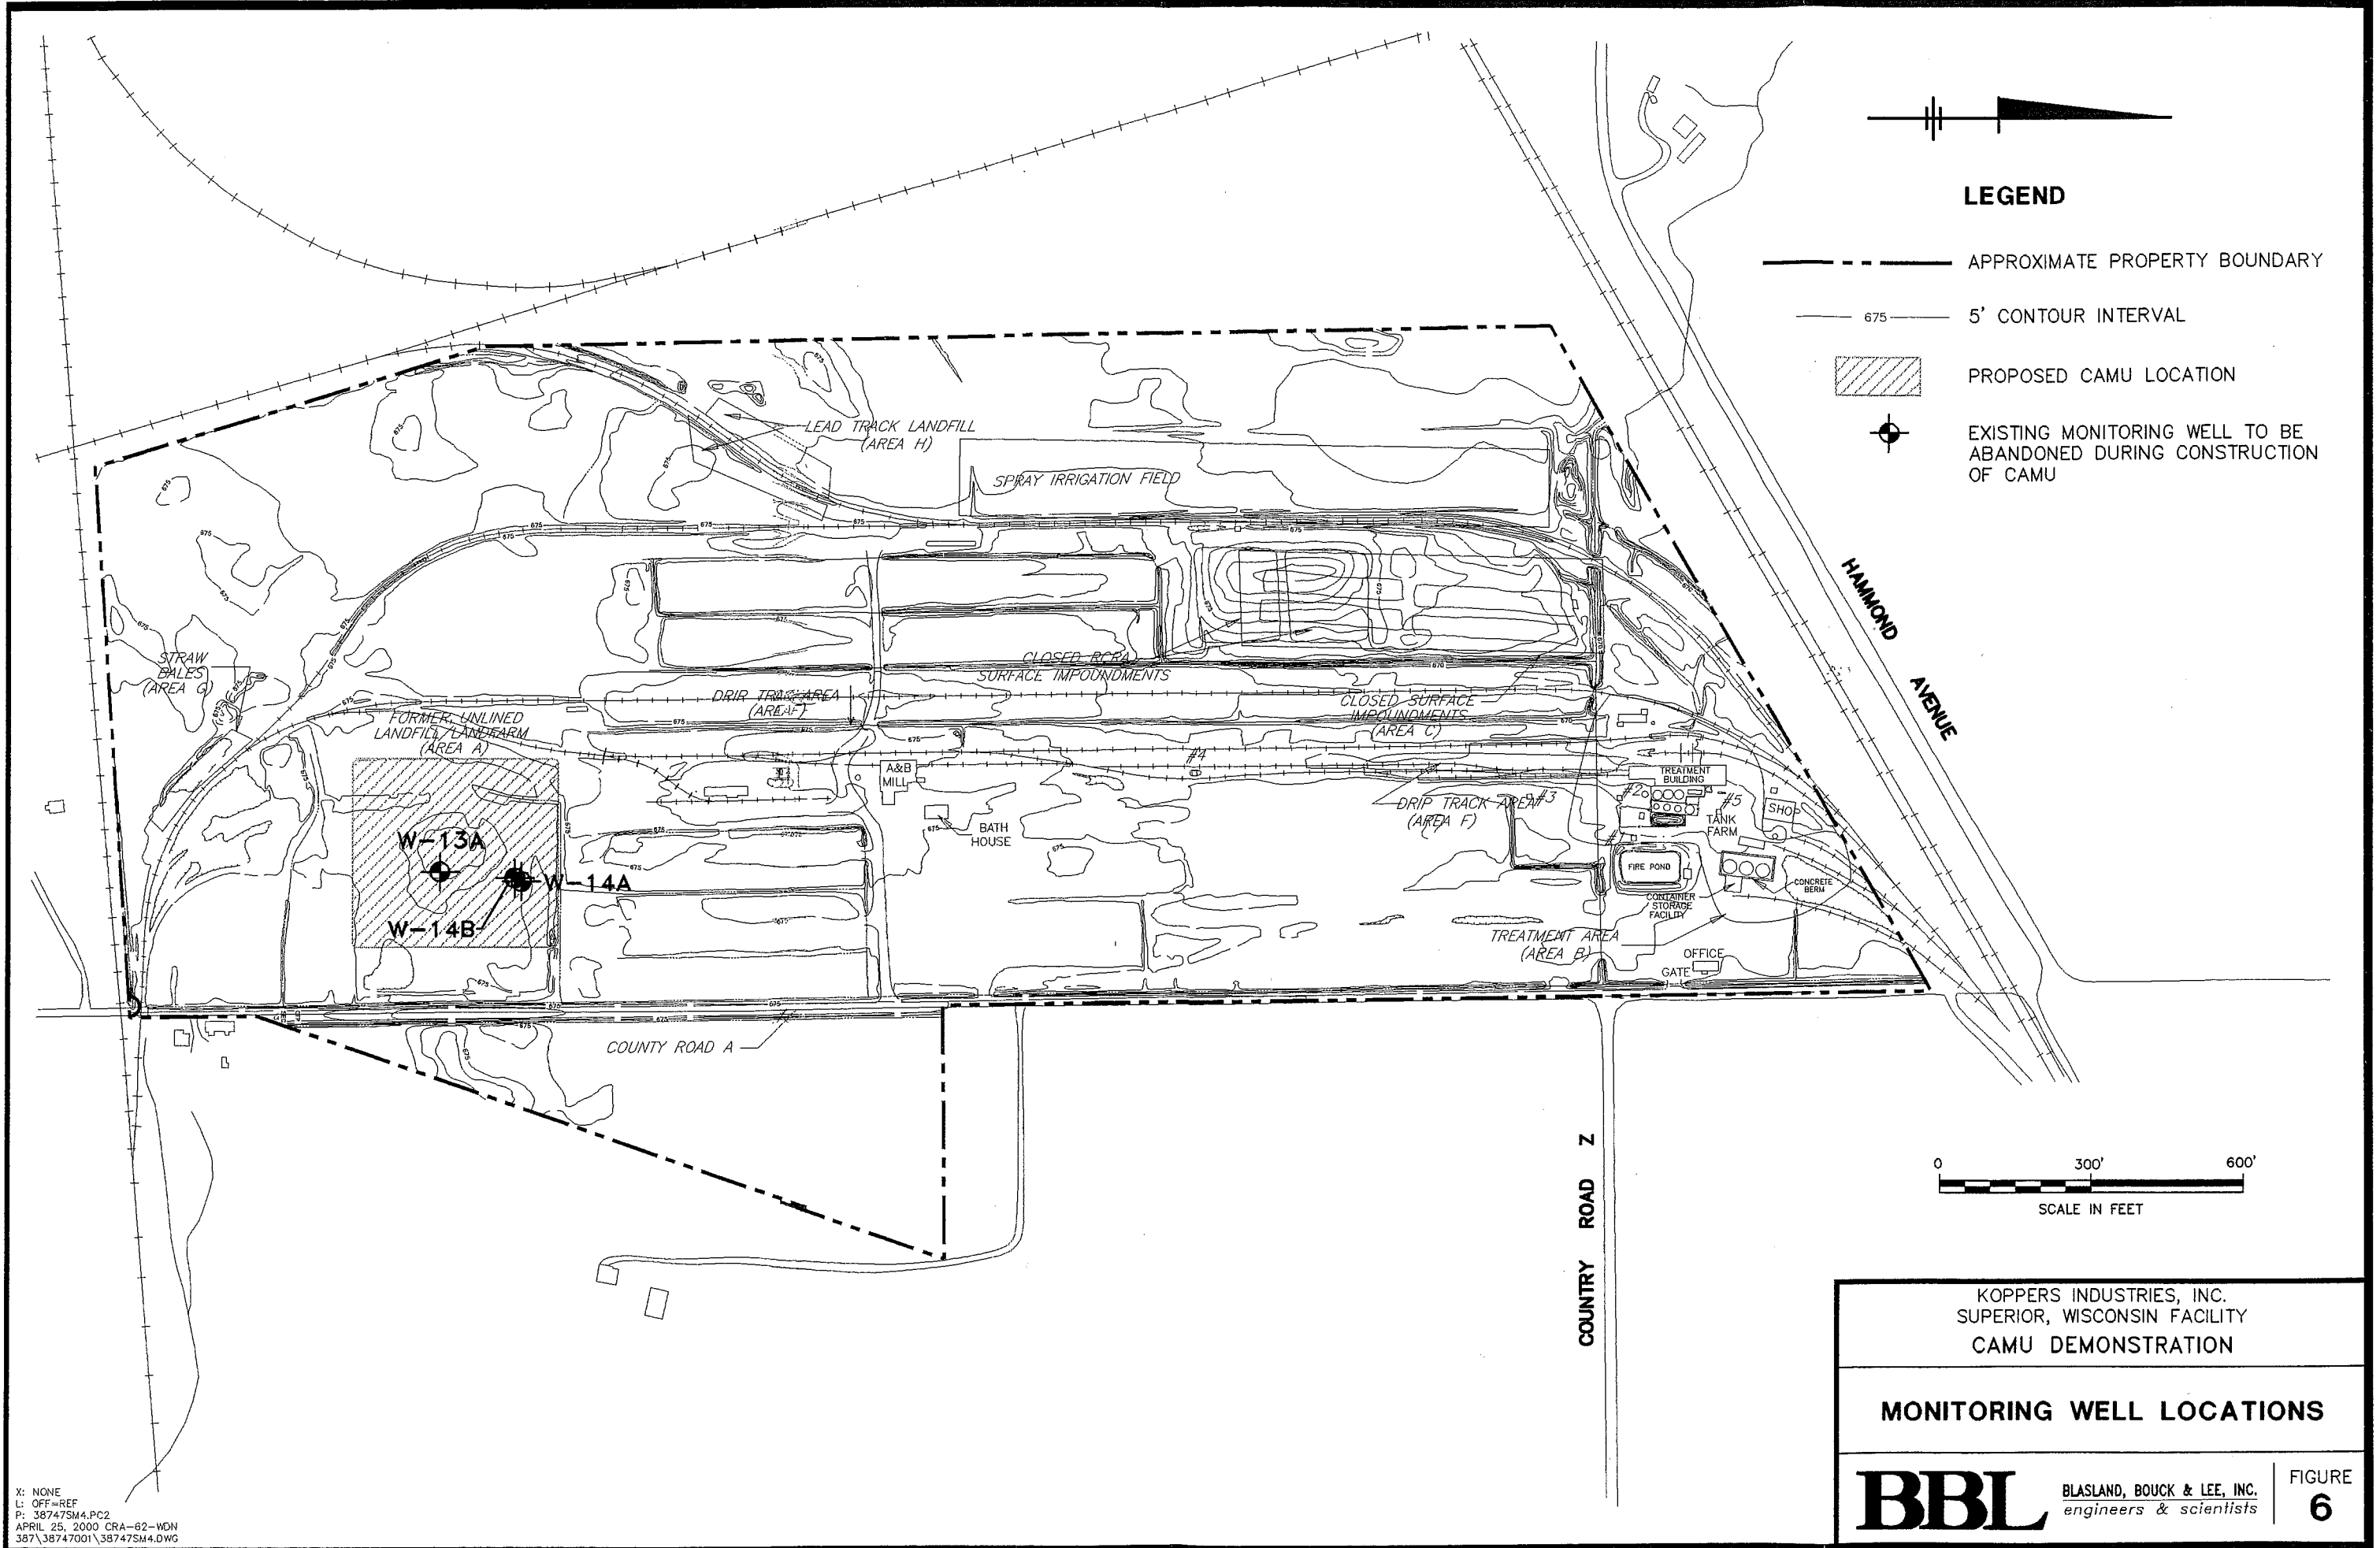 LEGEND
APPROXIMATE PROPERTY BOUNDARY
675
5' CONTOUR INTERVAL
PROPOSED CAMU LOCATION
EXISTING MONITORING WELL TO BE
ABANDONED DURING CONSTRUCTION
OF CAMU
LEAD TRACK LANDFILL
(AREA H)
SPRAY IRRIGATION FIELD
HAMMOND
AVENUE
STRAW
BALES
(AREA G)
CLOSED RCRA
SURFACE IMPOUNDMENTS
DRIP TRACK AREA
FORMER UNLINED
LANDFILL/LANDFARM
(AREA A)
CLOSED SURFACE
IMPOUNDMENTS
(AREA C)
#4
A&B
MILL
BATH
HOUSE
DRIP TRACK AREA
(AREA F)
#3
#2
TREATMENT
BUILDING
#5
TANK
FARM
SHOP
FIRE POND
CONCRETE
BERM
CONTAINER
STORAGE
FACILITY
W-13A
W-14A
W-14B
TREATMENT AREA
(AREA B)
OFFICE
GATE
COUNTY ROAD A
COUNTRY ROAD Z
0 300' 600'
SCALE IN FEET
KOPPERS INDUSTRIES, INC.
SUPERIOR, WISCONSIN FACILITY
CAMU DEMONSTRATION
MONITORING WELL LOCATIONS
BBL
BLASLAND, BOUCK & LEE, INC.
engineers & scientists
FIGURE
6
X: NONE
L: OFF=REF
P: 38747SM4.PC2
APRIL 25, 2000 CRA-62-WDN
387\38747001\38747SM4.DWG